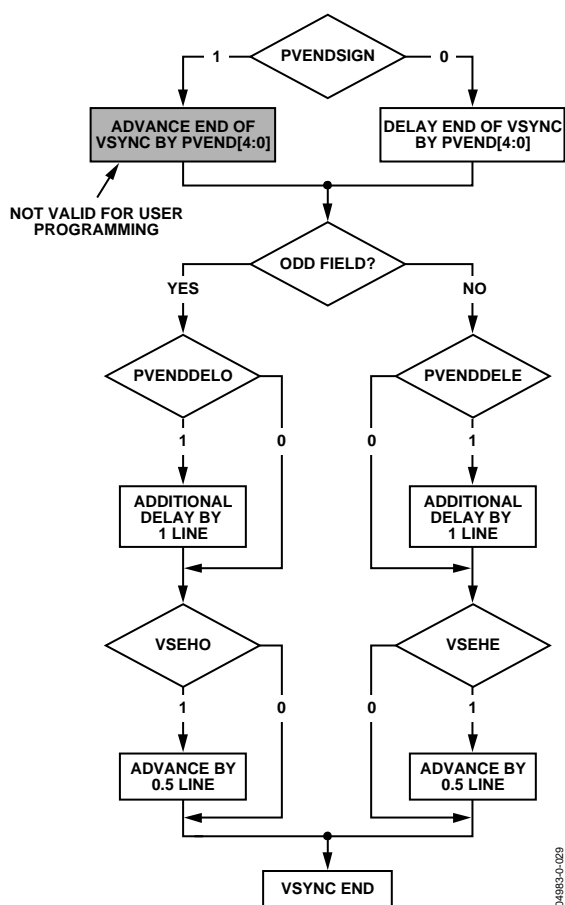 PVENDSIGN
1
0
ADVANCE END OF
VSYNC BY PVEND[4:0]
DELAY END OF VSYNC
BY PVEND[4:0]
NOT VALID FOR USER
PROGRAMMING
ODD FIELD?
YES
NO
PVENDDELO
PVENDDELE
1
0
0
1
ADDITIONAL
DELAY BY
1 LINE
ADDITIONAL
DELAY BY
1 LINE
VSEHO
VSEHE
1
0
0
1
ADVANCE BY
0.5 LINE
ADVANCE BY
0.5 LINE
VSYNC END
04983-0-029